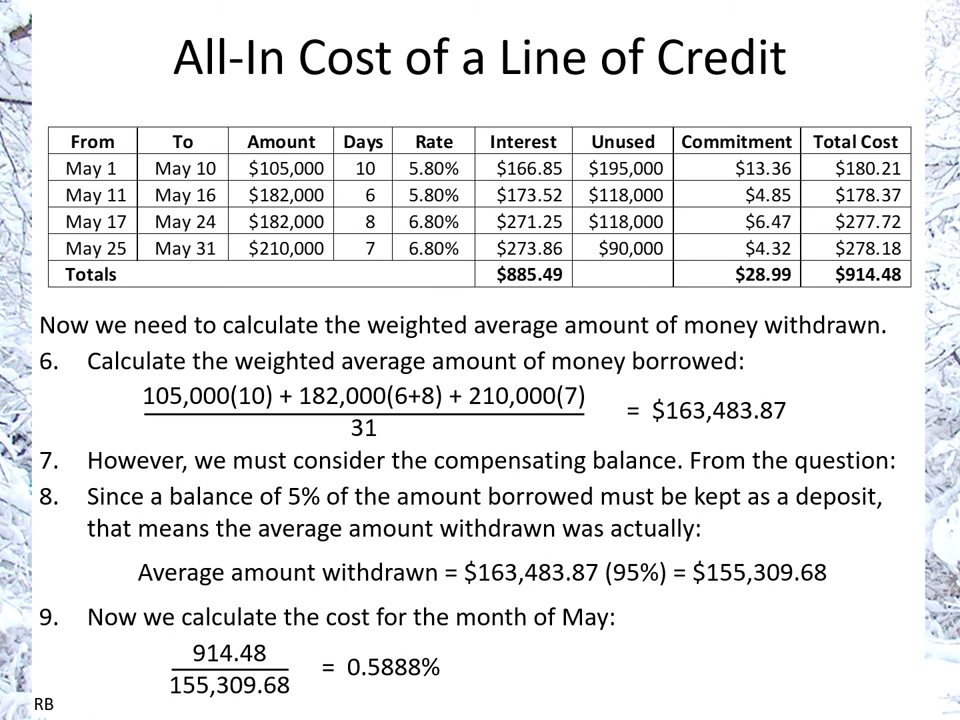 All-In Cost of a Line of Credit
From To Amount Days Rate Interest Unused Commitment Total Cost
May 1 May 10 $105,000 10 5.80% $166.85 $195,000 $13.36 $180.21
May 11 May 16 $182,000 6 5.80% $173.52 $118,000 $4.85 $178.37
May 17 May 24 $182,000 8 6.80% $271.25 $118,000 $6.47 $277.72
May 25 May 31 $210,000 7 6.80% $273.86 $90,000 $4.32 $278.18
Totals $885.49 $28.99 $914.48
Now we need to calculate the weighted average amount of money withdrawn.
6. Calculate the weighted average amount of money borrowed:
105,000(10) + 182,000(6+8) + 210,000(7)
= $163,483.87
31
7. However, we must consider the compensating balance. From the question:
8. Since a balance of 5% of the amount borrowed must be kept as a deposit,
that means the average amount withdrawn was actually:
Average amount withdrawn = $163,483.87 (95%) = $155,309.68
9. Now we calculate the cost for the month of May:
914.48
= 0.5888%
155,309.68
RB